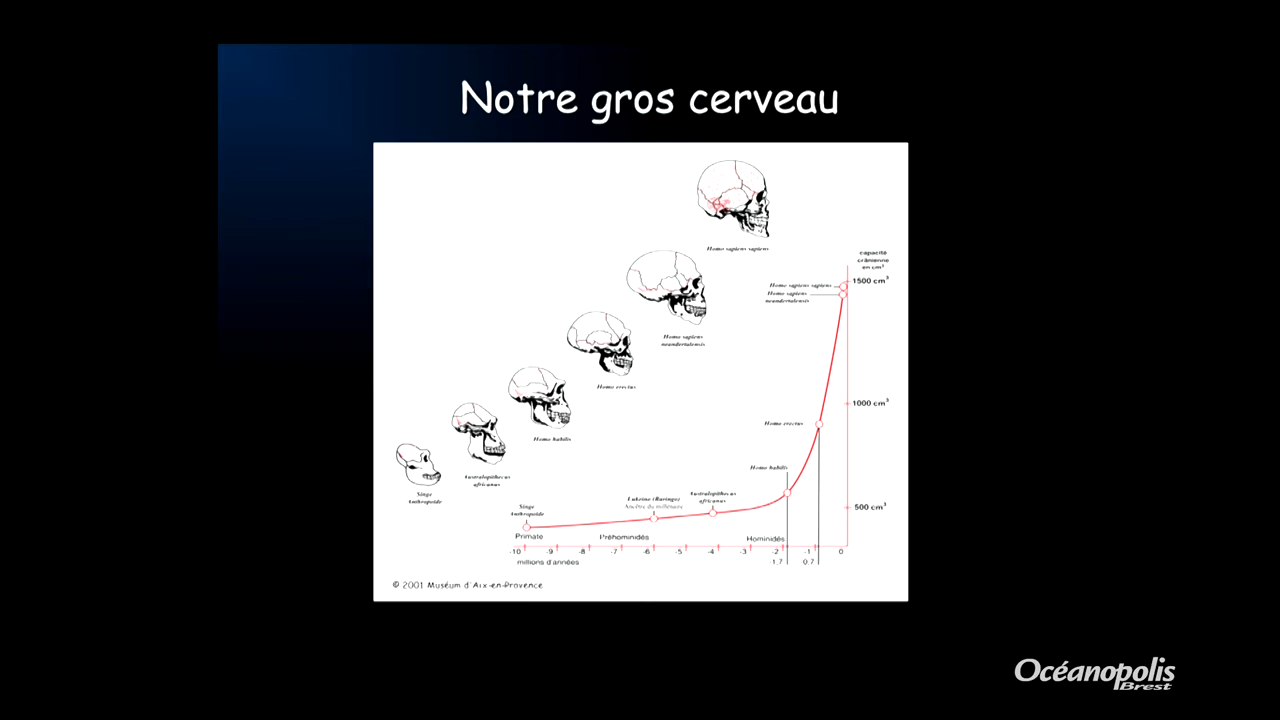 Notre gros cerveau
Homo sapiens sapiens
Homo sapiens
neandertalensis
Homo erectus
Homo habilis
Australopithecus
africanus
Singe
Anthropoïde
capacité
crânienne
en cm³
1500 cm³
Homo sapiens sapiens
Homo sapiens
neandertalensis
1000 cm³
Homo erectus
Homo habilis
Australopithecus
africanus
Lukeino (Baringo)
Ancêtre du millénaire
Singe
Anthropoïde
500 cm³
Primate Préhominidés Hominidés
-10 -9 -8 -7 -6 -5 -4 -3 -2 -1 0
millions d'années -1,7 0,7
© 2001 Muséum d'Aix-en-Provence
Océanopolis
Brest